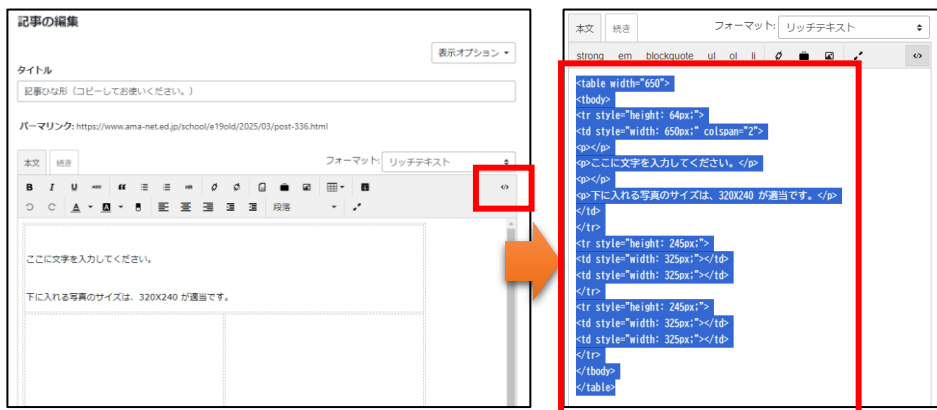 記事の編集
表示オプション
タイトル
記事ひな形（コピーしてお使いください。）
パーマリンク: https://www.ama-net.ed.jp/school/e19old/2025/03/post-336.html
本文 続き フォーマット: リッチテキスト
B I U ABC HR
A A 段落
ここに文字を入力してください。
下に入れる写真のサイズは、320X240 が適当です。
本文 続き フォーマット: リッチテキスト
strong em blockquote ul ol li
<table width="650">
<tbody>
<tr style="height: 64px;">
<td style="width: 650px;" colspan="2">
<p></p>
<p>ここに文字を入力してください。</p>
<p></p>
<p>下に入れる写真のサイズは、320X240 が適当です。</p>
</td>
</tr>
<tr style="height: 245px;">
<td style="width: 325px;"></td>
<td style="width: 325px;"></td>
</tr>
<tr style="height: 245px;">
<td style="width: 325px;"></td>
<td style="width: 325px;"></td>
</tr>
</tbody>
</table>